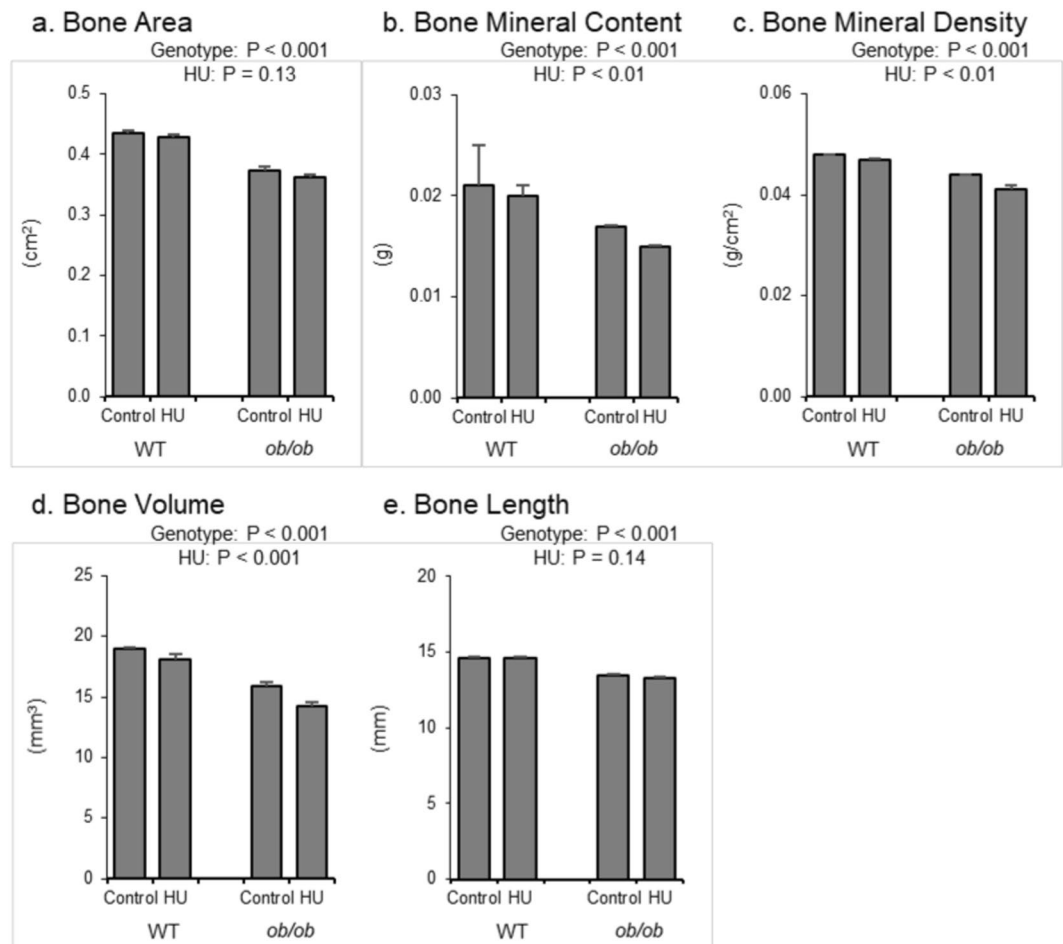 a. Bone Area
Genotype: P < 0.001
HU: P = 0.13
0.5
0.4
0.3
0.2
0.1
0.0
(cm²)
Control HU
Control HU
WT
ob/ob
b. Bone Mineral Content
Genotype: P < 0.001
HU: P < 0.01
0.03
0.02
0.01
0.00
(g)
Control HU
Control HU
WT
ob/ob
c. Bone Mineral Density
Genotype: P < 0.001
HU: P < 0.01
0.06
0.04
0.02
0.00
(g/cm²)
Control HU
Control HU
WT
ob/ob
d. Bone Volume
Genotype: P < 0.001
HU: P < 0.001
25
20
15
10
5
0
(mm³)
Control HU
Control HU
WT
ob/ob
e. Bone Length
Genotype: P < 0.001
HU: P = 0.14
20
15
10
5
0
(mm)
Control HU
Control HU
WT
ob/ob